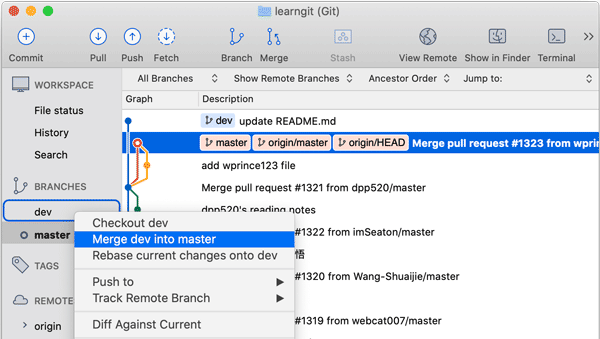 learngit (Git)
Commit Pull Push Fetch Branch Merge Stash View Remote Show in Finder Terminal
WORKSPACE
File status
History
Search
BRANCHES
dev
master
TAGS
REMOTE
origin
All Branches Show Remote Branches Ancestor Order Jump to:
Graph Description
dev update README.md
master origin/master origin/HEAD Merge pull request #1323 from wprin
add wprince123 file
Merge pull request #1321 from dpp520/master
dpp520's reading notes
#1322 from imSeaton/master
悟
#1320 from Wang-Shuaijie/master
#1319 from webcat007/master
Checkout dev
Merge dev into master
Rebase current changes onto dev
Push to
Track Remote Branch
Diff Against Current